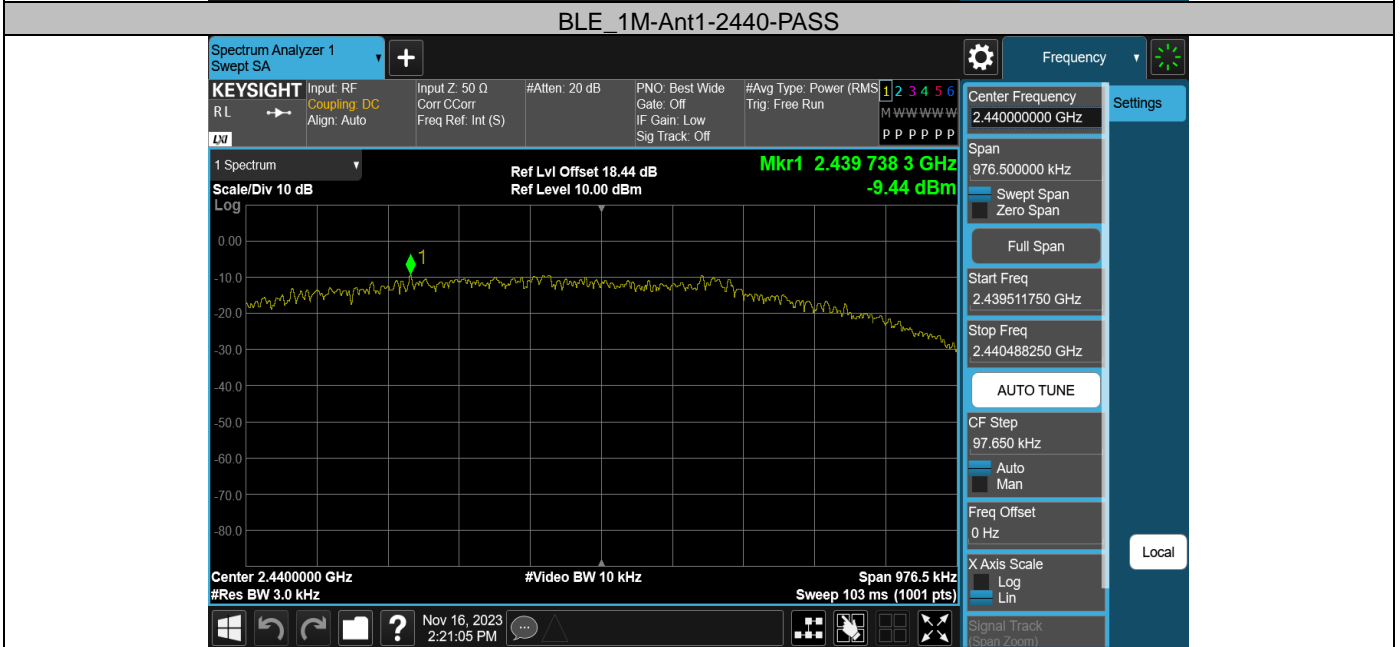 BLE_1M-Ant1-2440-PASS
Spectrum Analyzer 1
Swept SA
Frequency
KEYSIGHT
Input: RF
Input Z: 50 Ω
#Atten: 20 dB
PNO: Best Wide
#Avg Type: Power (RMS
1 2 3 4 5 6
R L
Coupling: DC
Corr CCorr
Gate: Off
Trig: Free Run
M W W W W W
Align: Auto
Freq Ref: Int (S)
IF Gain: Low
LXI
Sig Track: Off
P P P P P P
Center Frequency
2.440000000 GHz
Settings
Span
976.500000 kHz
Swept Span
Zero Span
Full Span
Start Freq
2.439511750 GHz
Stop Freq
2.440488250 GHz
AUTO TUNE
CF Step
97.650 kHz
Auto
Man
Freq Offset
0 Hz
X Axis Scale
Log
Lin
Signal Track
(Span Zoom)
Local
1 Spectrum
Ref Lvl Offset 18.44 dB
Mkr1 2.439 738 3 GHz
Scale/Div 10 dB
Ref Level 10.00 dBm
-9.44 dBm
Log
0.00
1
-10.0
-20.0
-30.0
-40.0
-50.0
-60.0
-70.0
-80.0
Center 2.4400000 GHz
#Video BW 10 kHz
Span 976.5 kHz
#Res BW 3.0 kHz
Sweep 103 ms (1001 pts)
?
Nov 16, 2023
2:21:05 PM